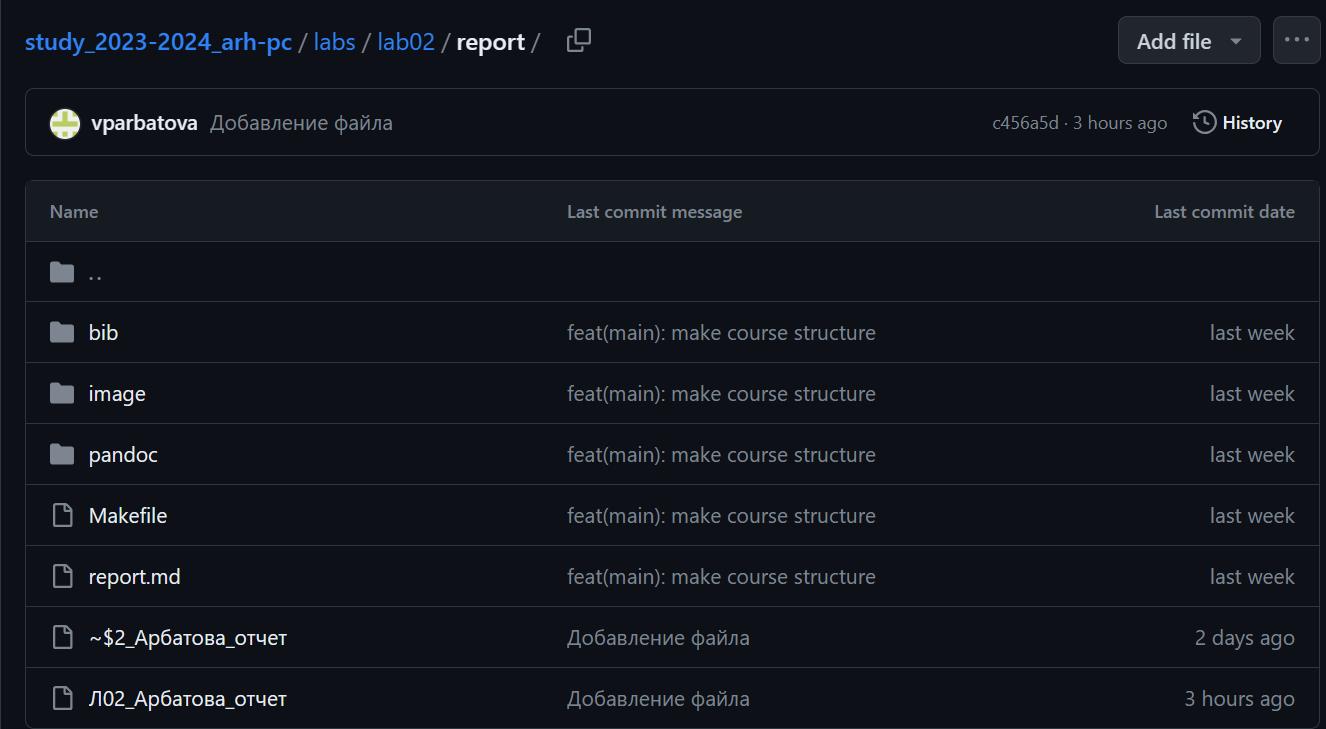 study_2023-2024_arh-pc / labs / lab02 / report /
Add file
vparbatova Добавление файла c456a5d · 3 hours ago History
Name Last commit message Last commit date
..
bib feat(main): make course structure last week
image feat(main): make course structure last week
pandoc feat(main): make course structure last week
Makefile feat(main): make course structure last week
report.md feat(main): make course structure last week
~$2_Арбатова_отчет Добавление файла 2 days ago
Л02_Арбатова_отчет Добавление файла 3 hours ago